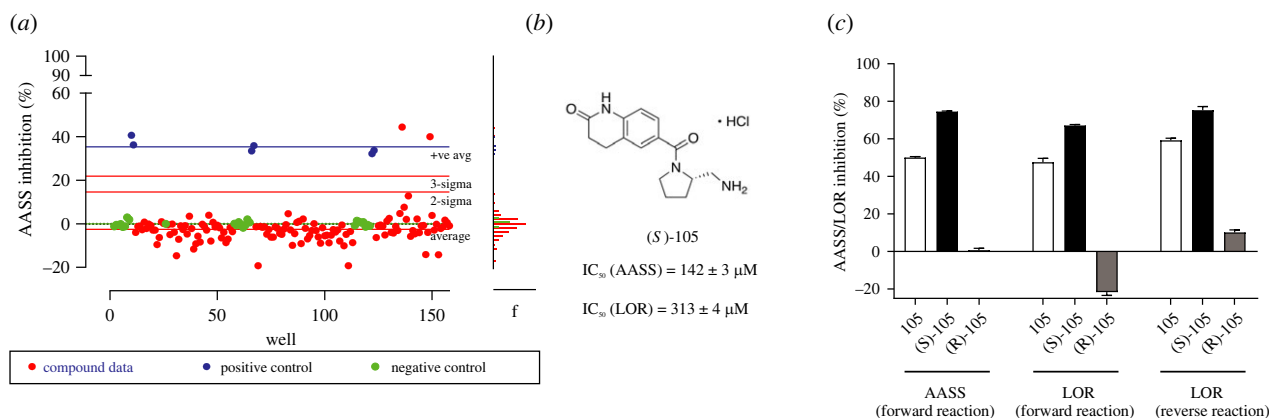 (a)
100
90
60
40
20
0
–20
AASS inhibition (%)
+ve avg
3-sigma
2-sigma
average
0
50
100
150
well
f
compound data
positive control
negative control
(b)
H
N
O
O
N
NH2
• HCl
(S)-105
IC50 (AASS) = 142 ± 3 µM
IC50 (LOR) = 313 ± 4 µM
(c)
100
80
60
40
20
0
–20
AASS/LOR inhibition (%)
105
(S)-105
(R)-105
105
(S)-105
(R)-105
105
(S)-105
(R)-105
AASS
(forward reaction)
LOR
(forward reaction)
LOR
(reverse reaction)